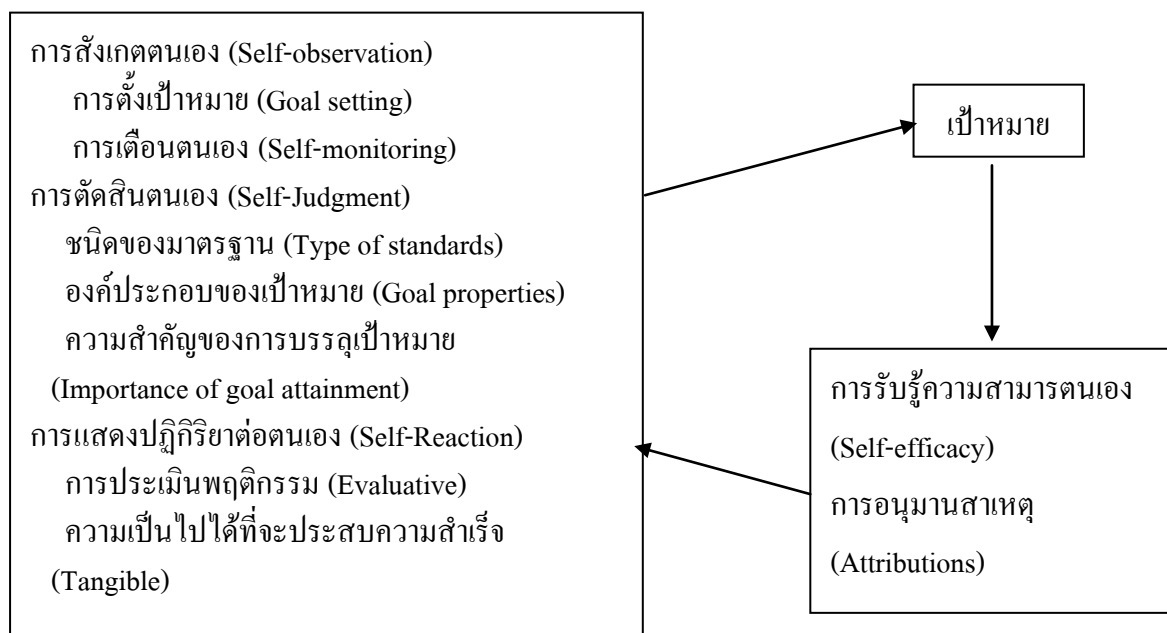 การสังเกตตนเอง (Self-observation)
การตั้งเป้าหมาย (Goal setting)
การเตือนตนเอง (Self-monitoring)
การตัดสินตนเอง (Self-Judgment)
ชนิดของมาตรฐาน (Type of standards)
องค์ประกอบของเป้าหมาย (Goal properties)
ความสำคัญของการบรรลุเป้าหมาย
(Importance of goal attainment)
การแสดงปฏิกิริยาต่อตนเอง (Self-Reaction)
การประเมินพฤติกรรม (Evaluative)
ความเป็นไปได้ที่จะประสบความสำเร็จ
(Tangible)
เป้าหมาย
การรับรู้ความสามารตนเอง
(Self-efficacy)
การอนุมานสาเหตุ
(Attributions)